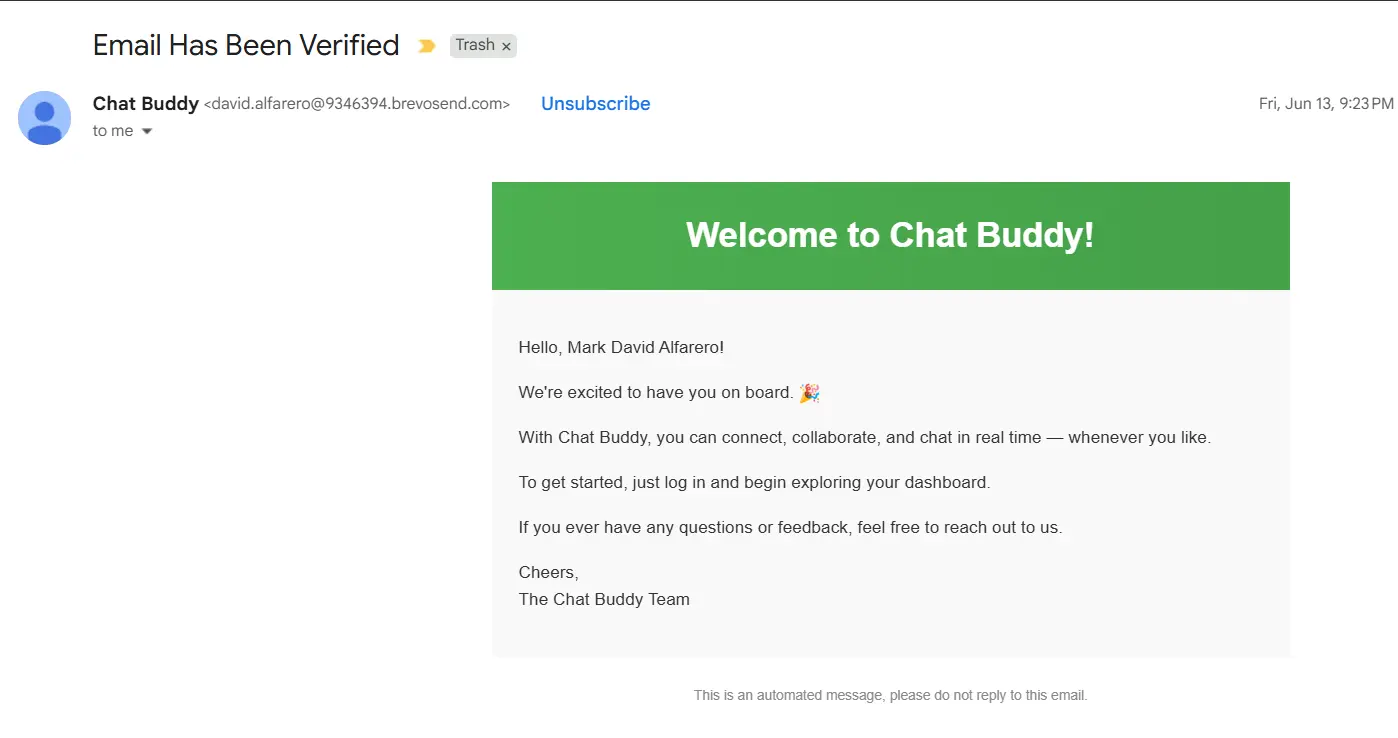 Email Has Been Verified
Trash ×
Chat Buddy <david.alfarero@9346394.brevosend.com> Unsubscribe Fri, Jun 13, 9:23 PM
to me
Welcome to Chat Buddy!
Hello, Mark David Alfarero!
We're excited to have you on board. 🎉
With Chat Buddy, you can connect, collaborate, and chat in real time — whenever you like.
To get started, just log in and begin exploring your dashboard.
If you ever have any questions or feedback, feel free to reach out to us.
Cheers,
The Chat Buddy Team
This is an automated message, please do not reply to this email.